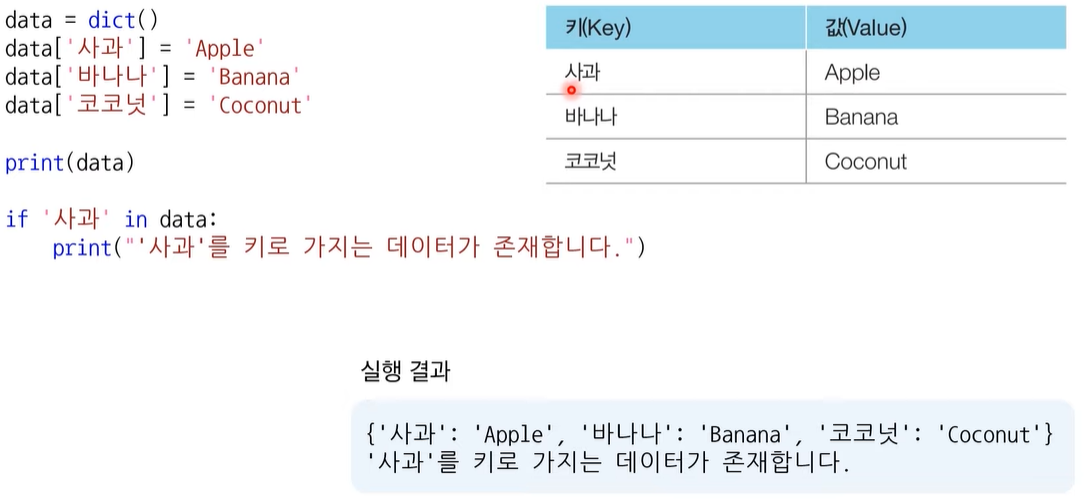 data = dict()
data['사과'] = 'Apple'
data['바나나'] = 'Banana'
data['코코넛'] = 'Coconut'
print(data)
if '사과' in data:
    print("'사과'를 키로 가지는 데이터가 존재합니다.")
키(Key) 값(Value)
사과 Apple
바나나 Banana
코코넛 Coconut
실행 결과
{'사과': 'Apple', '바나나': 'Banana', '코코넛': 'Coconut'}
'사과'를 키로 가지는 데이터가 존재합니다.